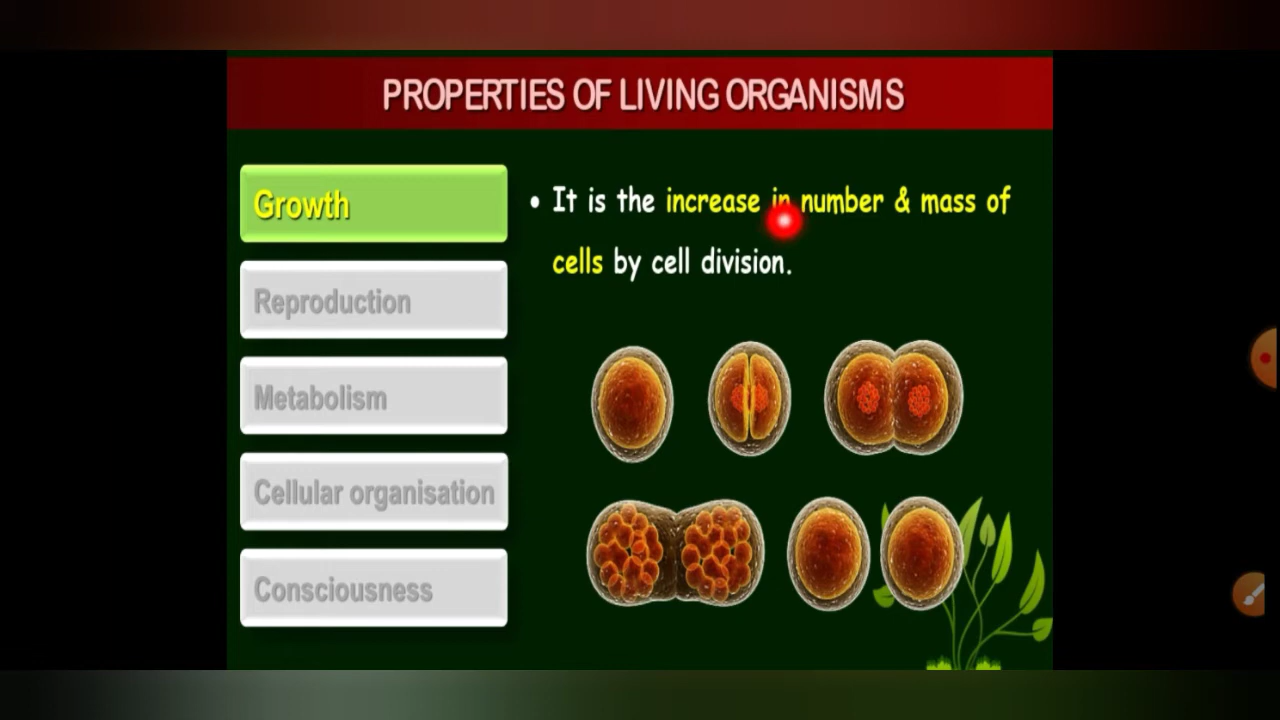 PROPERTIES OF LIVING ORGANISMS
Growth
Reproduction
Metabolism
Cellular organisation
Consciousness
• It is the increase in number & mass of
cells by cell division.